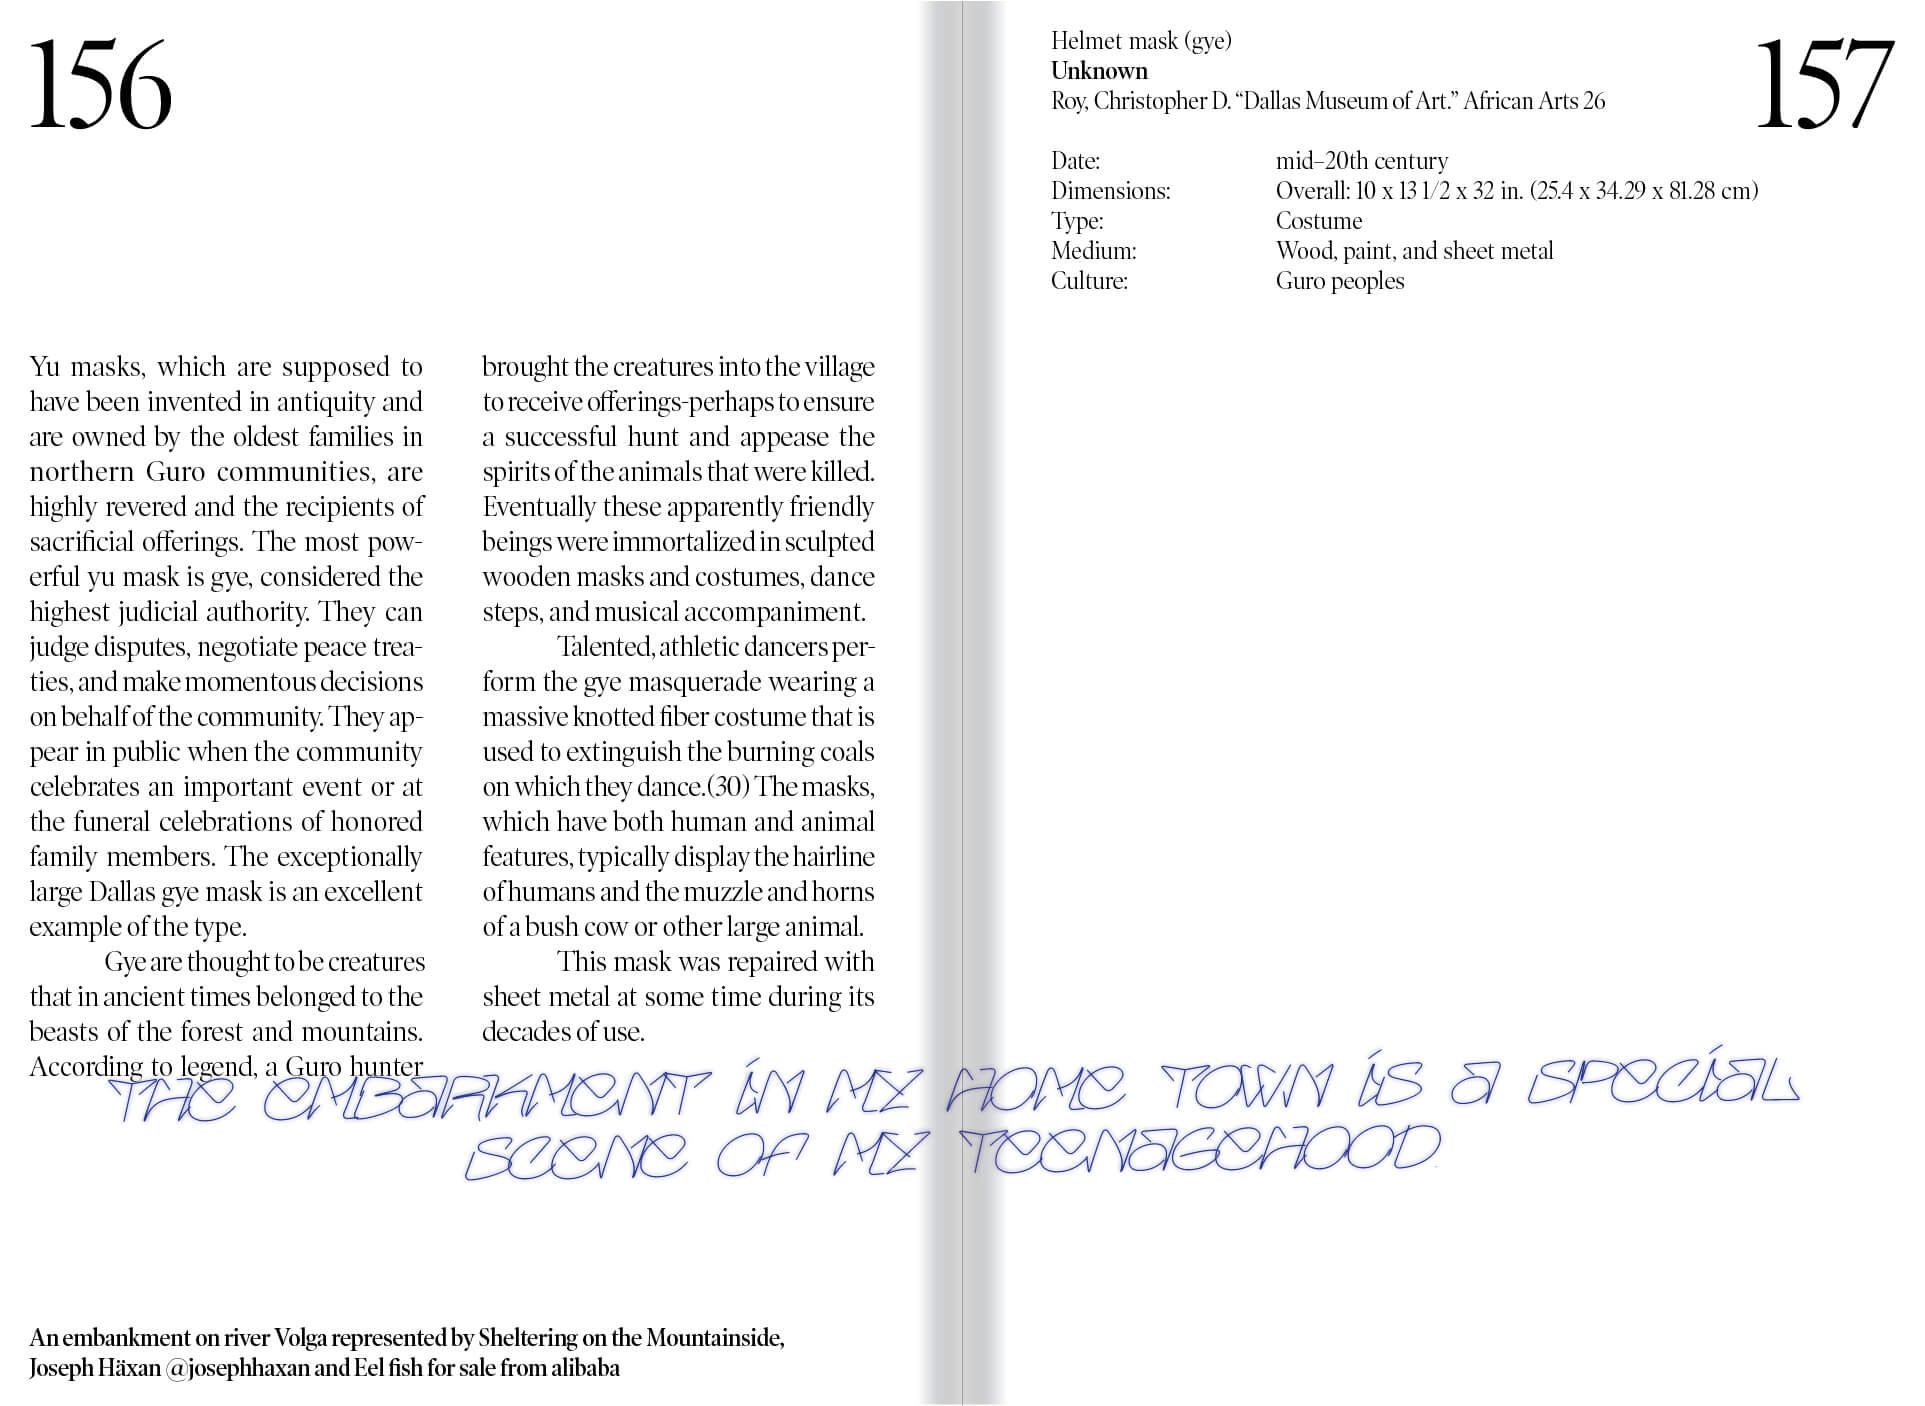 156
Yu masks, which are supposed to
have been invented in antiquity and
are owned by the oldest families in
northern Guro communities, are
highly revered and the recipients of
sacrificial offerings. The most pow-
erful yu mask is gye, considered the
highest judicial authority. They can
judge disputes, negotiate peace trea-
ties, and make momentous decisions
on behalf of the community. They ap-
pear in public when the community
celebrates an important event or at
the funeral celebrations of honored
family members. The exceptionally
large Dallas gye mask is an excellent
example of the type.
Gye are thought to be creatures
that in ancient times belonged to the
beasts of the forest and mountains.
According to legend, a Guro hunter
brought the creatures into the village
to receive offerings-perhaps to ensure
a successful hunt and appease the
spirits of the animals that were killed.
Eventually these apparently friendly
beings were immortalized in sculpted
wooden masks and costumes, dance
steps, and musical accompaniment.
Talented, athletic dancers per-
form the gye masquerade wearing a
massive knotted fiber costume that is
used to extinguish the burning coals
on which they dance.(30) The masks,
which have both human and animal
features, typically display the hairline
of humans and the muzzle and horns
of a bush cow or other large animal.
This mask was repaired with
sheet metal at some time during its
decades of use.
Helmet mask (gye)
Unknown
Roy, Christopher D. “Dallas Museum of Art.” African Arts 26
157
Date: mid–20th century
Dimensions: Overall: 10 x 13 1/2 x 32 in. (25.4 x 34.29 x 81.28 cm)
Type: Costume
Medium: Wood, paint, and sheet metal
Culture: Guro peoples
THE EMBARKMENT IN MY HOME TOWN IS A SPECIAL
SCENE OF MY TEENAGEHOOD.
An embankment on river Volga represented by Sheltering on the Mountainside,
Joseph Häxan @josephhaxan and Eel fish for sale from alibaba